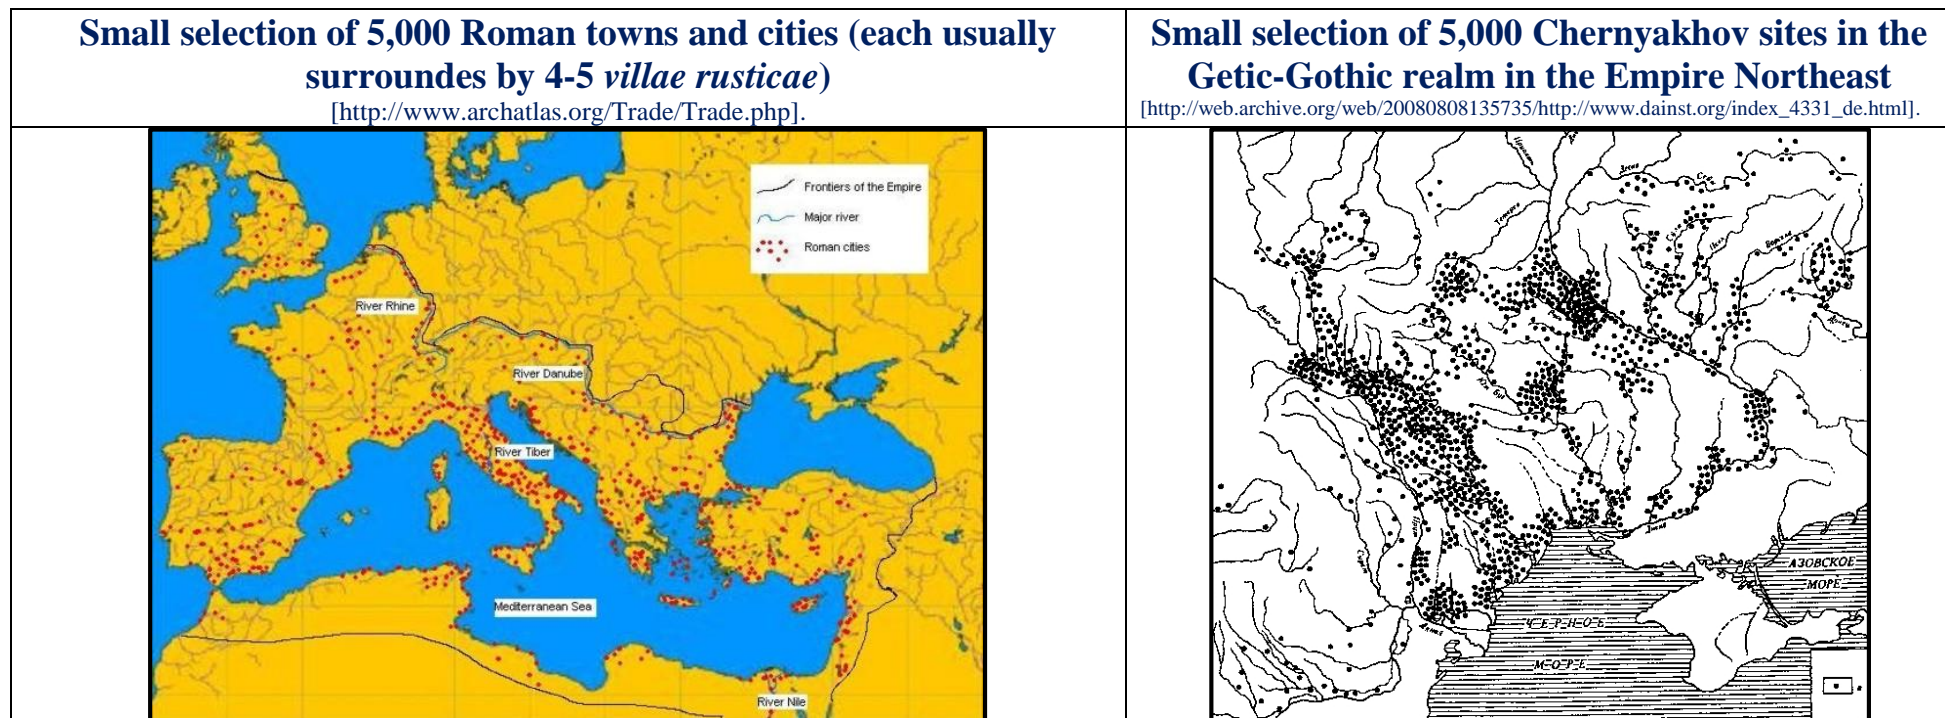 Small selection of 5,000 Roman towns and cities (each usually
surroundes by 4-5 villae rusticae)
[http://www.archatlas.org/Trade/Trade.php].
Small selection of 5,000 Chernyakhov sites in the
Getic-Gothic realm in the Empire Northeast
[http://web.archive.org/web/20080808135735/http://www.dainst.org/index_4331_de.html].
Frontiers of the Empire
Major river
Roman cities
River Rhine
River Danube
River Tiber
Mediterranean Sea
River Nile
АЗОВСКОЕ
МОРЕ
ЧЕРНОЕ
МОРЕ